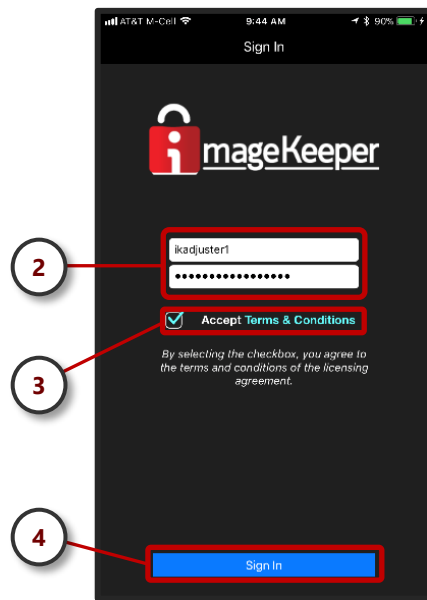 AT&T M-Cell 9:44 AM 90%
Sign In
imageKeeper
ikadjuster1
•••••••••••••••••
2
Accept Terms & Conditions
By selecting the checkbox, you agree to
the terms and conditions of the licensing
agreement.
3
4
Sign In